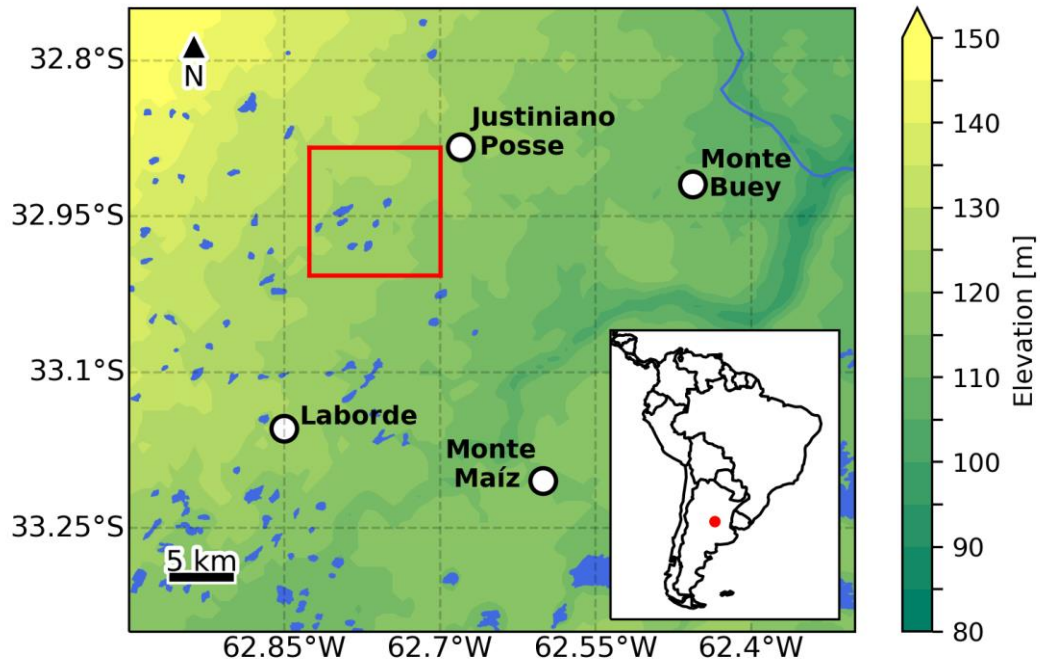 32.8°S
32.95°S
33.1°S
33.25°S
N
Justiniano
Posse
Monte
Buey
Laborde
Monte
Maíz
5 km
62.85°W
62.7°W
62.55°W
62.4°W
150
140
130
120
110
100
90
80
Elevation [m]